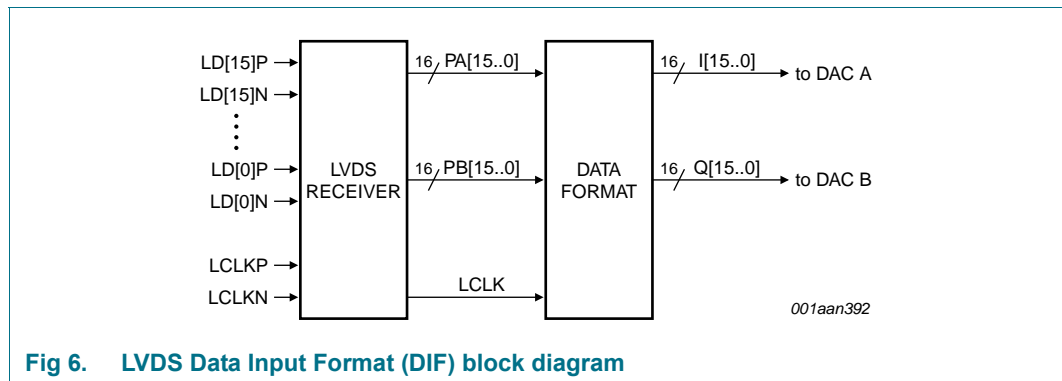 LD[15]P
LD[15]N
LD[0]P
LD[0]N
LCLKP
LCLKN
LVDS
RECEIVER
16 PA[15..0]
16 PB[15..0]
LCLK
DATA
FORMAT
16 I[15..0]
to DAC A
16 Q[15..0]
to DAC B
001aan392
Fig 6. LVDS Data Input Format (DIF) block diagram